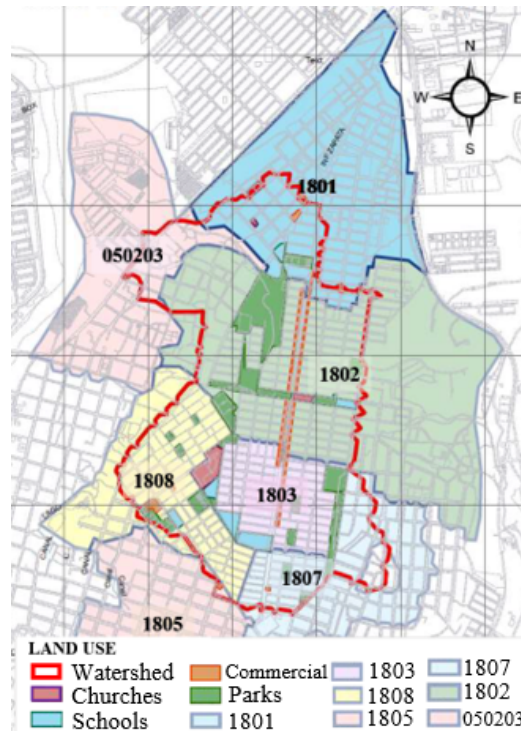 N
W E
S
1801
050203
1802
1808
1803
1807
1805
LAND USE
Watershed Commercial 1803 1807
Churches Parks 1808 1802
Schools 1801 1805 050203